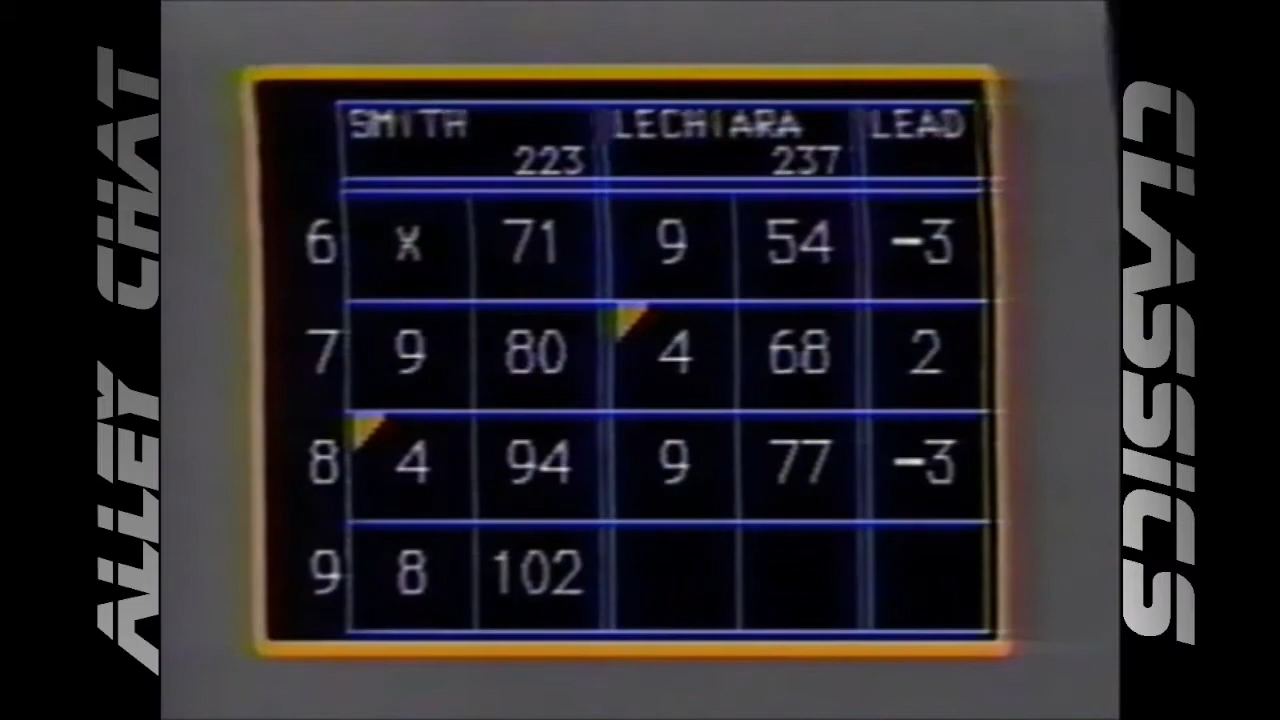 ALLEY CHAT
SMITH LECHIARA LEAD
223 237
6 X 71 9 54 -3
7 9 80 4 68 2
8 4 94 9 77 -3
9 8 102
CLASSICS